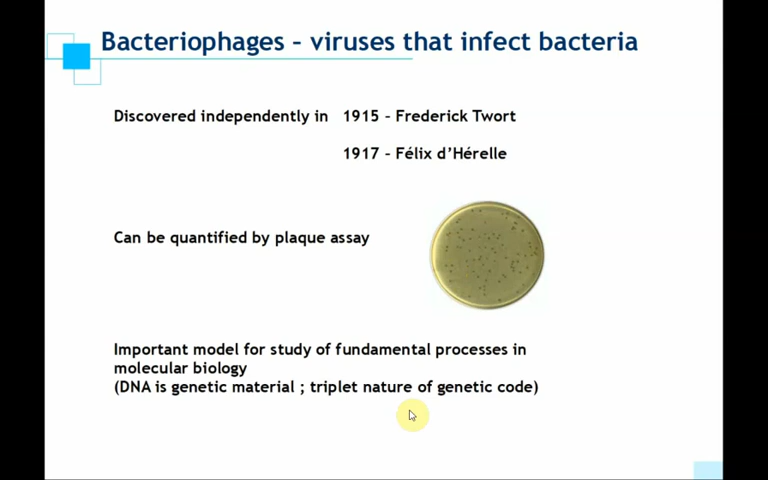 Bacteriophages – viruses that infect bacteria
Discovered independently in 1915 – Frederick Twort
1917 – Félix d’Hérelle
Can be quantified by plaque assay
Important model for study of fundamental processes in
molecular biology
(DNA is genetic material ; triplet nature of genetic code)